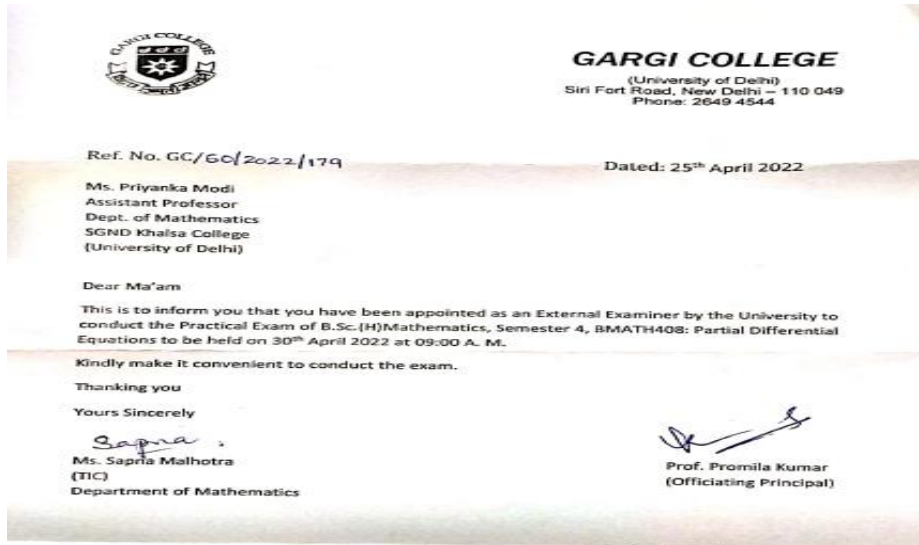 GARGI COLLEGE
GARGI COLLEGE
(University of Delhi)
Siri Fort Road, New Delhi – 110 049
Phone: 2649 4544
Ref. No. GC/60/2022/179
Dated: 25th April 2022
Ms. Priyanka Modi
Assistant Professor
Dept. of Mathematics
SGND Khalsa College
(University of Delhi)
Dear Ma'am
This is to inform you that you have been appointed as an External Examiner by the University to
conduct the Practical Exam of B.Sc.(H)Mathematics, Semester 4, BMATH408: Partial Differential
Equations to be held on 30th April 2022 at 09:00 A. M.
Kindly make it convenient to conduct the exam.
Thanking you
Yours Sincerely
Sapna
Ms. Sapna Malhotra
(TIC)
Department of Mathematics
Prof. Promila Kumar
(Officiating Principal)